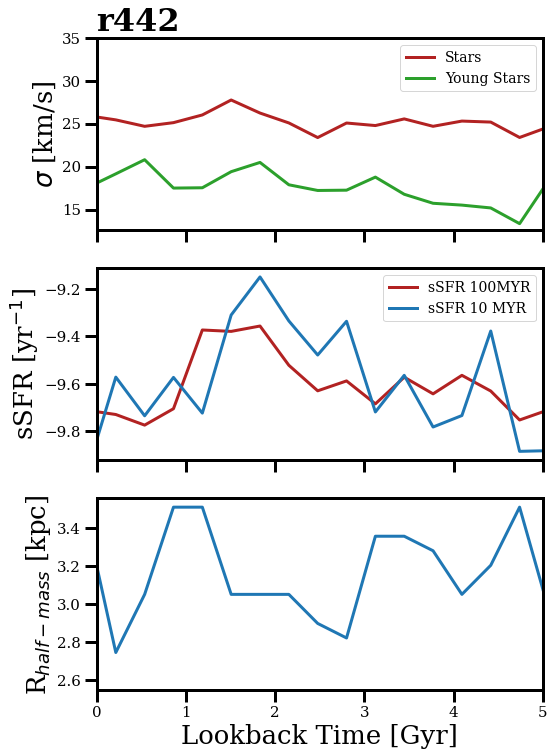 r442
35
30
25
20
15
σ [km/s]
Stars
Young Stars
−9.2
−9.4
−9.6
−9.8
sSFR [yr⁻¹]
sSFR 100MYR
sSFR 10 MYR
3.4
3.2
3.0
2.8
2.6
R_{half−mass} [kpc]
0 1 2 3 4 5
Lookback Time [Gyr]